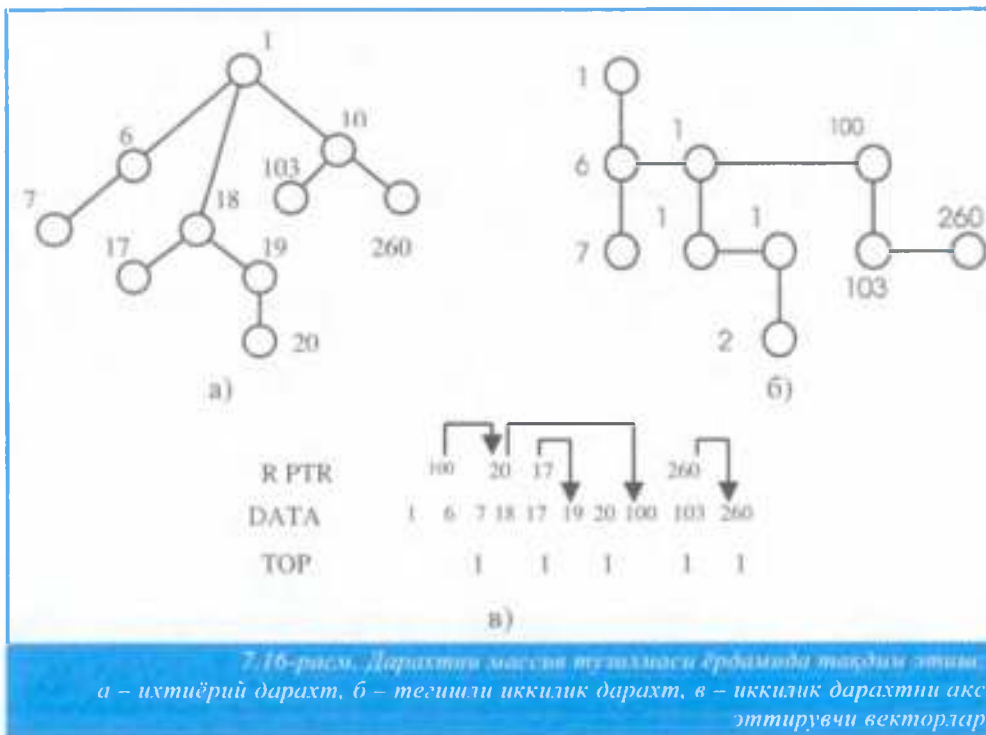 1
6
10
7
103
18
17
19
260
20
а)
1
1
100
6
1
1
260
7
103
2
б)
100 20 17 260
R PTR
DATA 1 6 7 18 17 19 20 100 103 260
TOP 1 1 1 1 1
в)
7.16-расм. Дарахтни массив тузилмаси ёрдамида тақдим этиш:
а – ихтиёрий дарахт, б – тегишли иккилик дарахт, в – иккилик дарахтни акс
эттирувчи векторлар